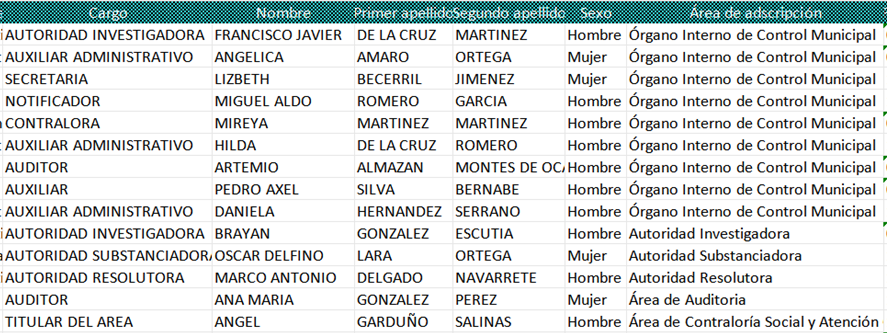 Cargo Nombre Primer apellido Segundo apellido Sexo Área de adscripción
AUTORIDAD INVESTIGADORA FRANCISCO JAVIER DE LA CRUZ MARTINEZ Hombre Órgano Interno de Control Municipal
AUXILIAR ADMINISTRATIVO ANGELICA AMARO ORTEGA Mujer Órgano Interno de Control Municipal
SECRETARIA LIZBETH BECERRIL JIMENEZ Mujer Órgano Interno de Control Municipal
NOTIFICADOR MIGUEL ALDO ROMERO GARCIA Hombre Órgano Interno de Control Municipal
CONTRALORA MIREYA MARTINEZ MARTINEZ Hombre Órgano Interno de Control Municipal
AUXILIAR ADMINISTRATIVO HILDA DE LA CRUZ ROMERO Hombre Órgano Interno de Control Municipal
AUDITOR ARTEMIO ALMAZAN MONTES DE OCA Hombre Órgano Interno de Control Municipal
AUXILIAR PEDRO AXEL SILVA BERNABE Hombre Órgano Interno de Control Municipal
AUXILIAR ADMINISTRATIVO DANIELA HERNANDEZ SERRANO Hombre Órgano Interno de Control Municipal
AUTORIDAD INVESTIGADORA BRAYAN GONZALEZ ESCUTIA Hombre Autoridad Investigadora
AUTORIDAD SUBSTANCIADORA OSCAR DELFINO LARA ORTEGA Mujer Autoridad Substanciadora
AUTORIDAD RESOLUTORA MARCO ANTONIO DELGADO NAVARRETE Hombre Autoridad Resolutora
AUDITOR ANA MARIA GONZALEZ PEREZ Mujer Área de Auditoria
TITULAR DEL AREA ANGEL GARDUÑO SALINAS Hombre Área de Contraloría Social y Atención